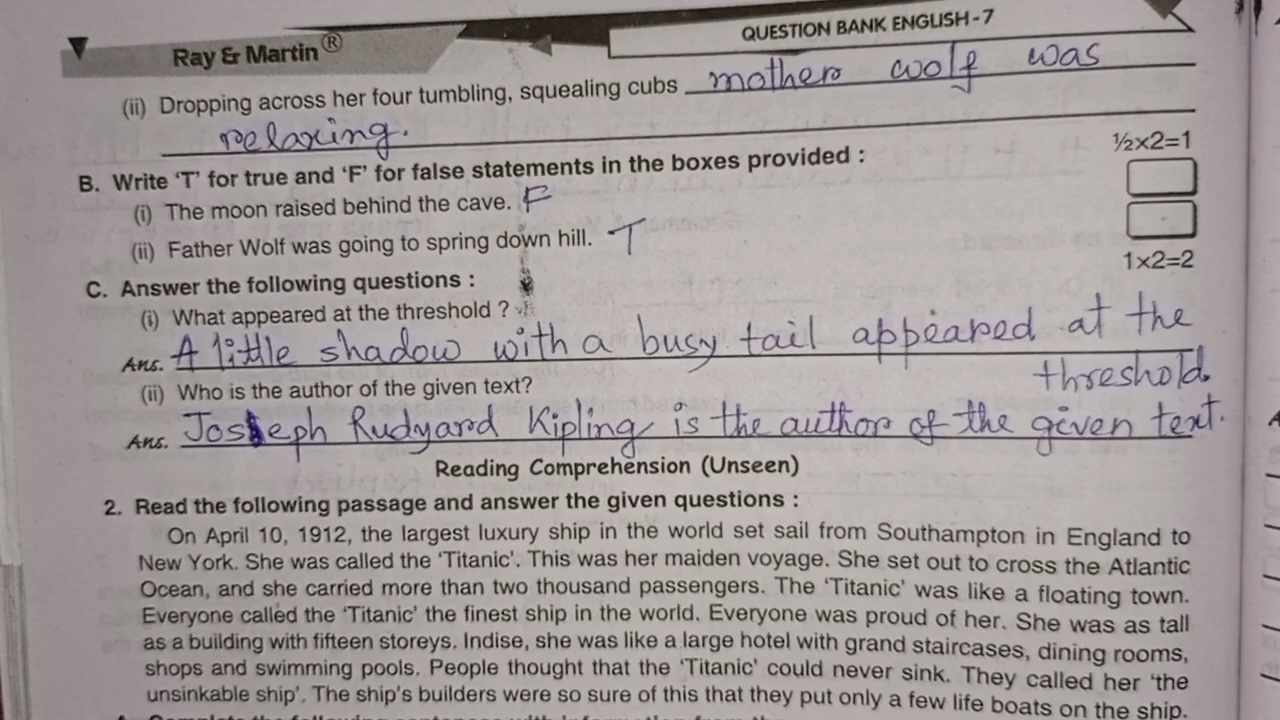 Ray & Martin ®
QUESTION BANK ENGLISH-7
(ii) Dropping across her four tumbling, squealing cubs mother wolf was
relaxing.
B. Write 'T' for true and 'F' for false statements in the boxes provided : ½x2=1
(i) The moon raised behind the cave. F
(ii) Father Wolf was going to spring down hill. T
C. Answer the following questions : 1x2=2
(i) What appeared at the threshold ?
Ans. A little shadow with a busy tail appeared at the
threshold.
(ii) Who is the author of the given text?
Ans. Joseph Rudyard Kipling is the author of the given text.
Reading Comprehension (Unseen)
2. Read the following passage and answer the given questions :
On April 10, 1912, the largest luxury ship in the world set sail from Southampton in England to
New York. She was called the 'Titanic'. This was her maiden voyage. She set out to cross the Atlantic
Ocean, and she carried more than two thousand passengers. The 'Titanic' was like a floating town.
Everyone called the 'Titanic' the finest ship in the world. Everyone was proud of her. She was as tall
as a building with fifteen storeys. Indise, she was like a large hotel with grand staircases, dining rooms,
shops and swimming pools. People thought that the 'Titanic' could never sink. They called her 'the
unsinkable ship'. The ship's builders were so sure of this that they put only a few life boats on the ship.